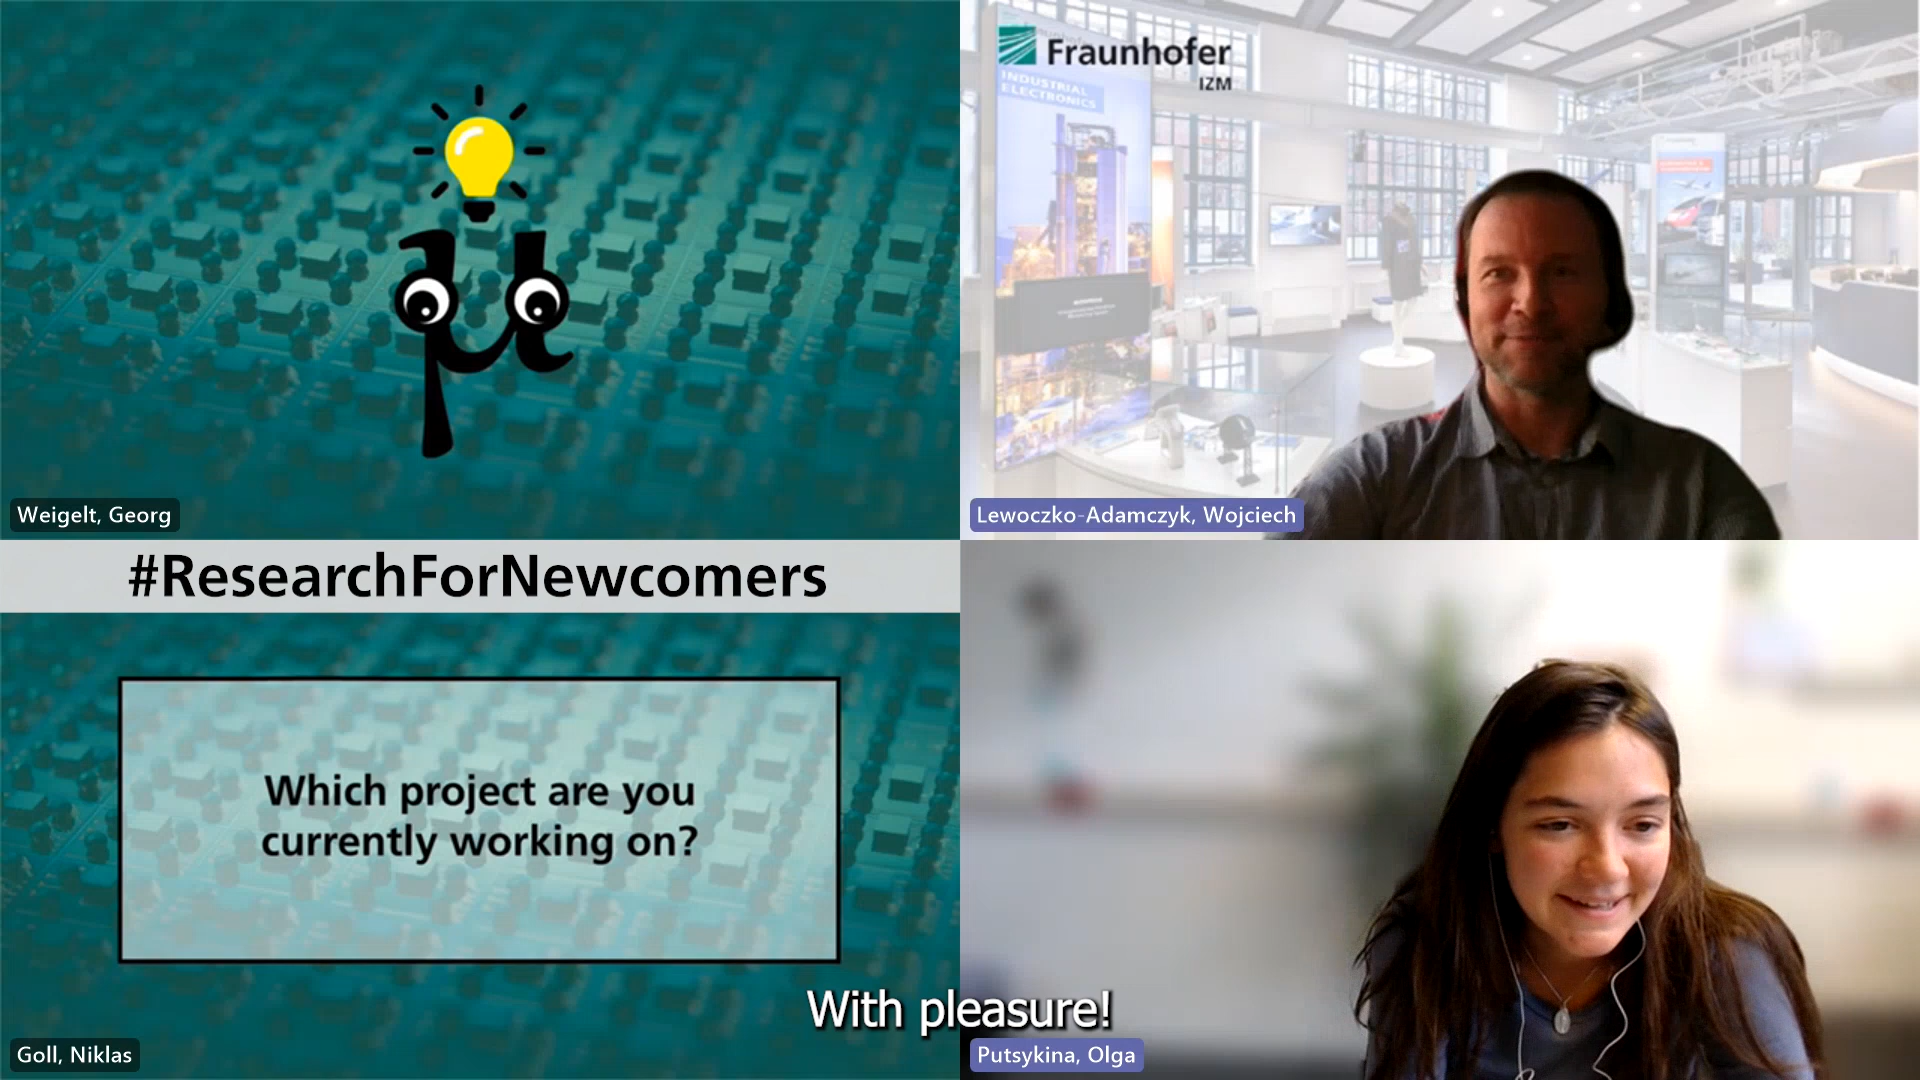 Fraunhofer
IZM
INDUSTRIAL
ELECTRONICS
Weigelt, Georg
Lewoczko-Adamczyk, Wojciech
#ResearchForNewcomers
Which project are you
currently working on?
With pleasure!
Goll, Niklas
Putsykina, Olga